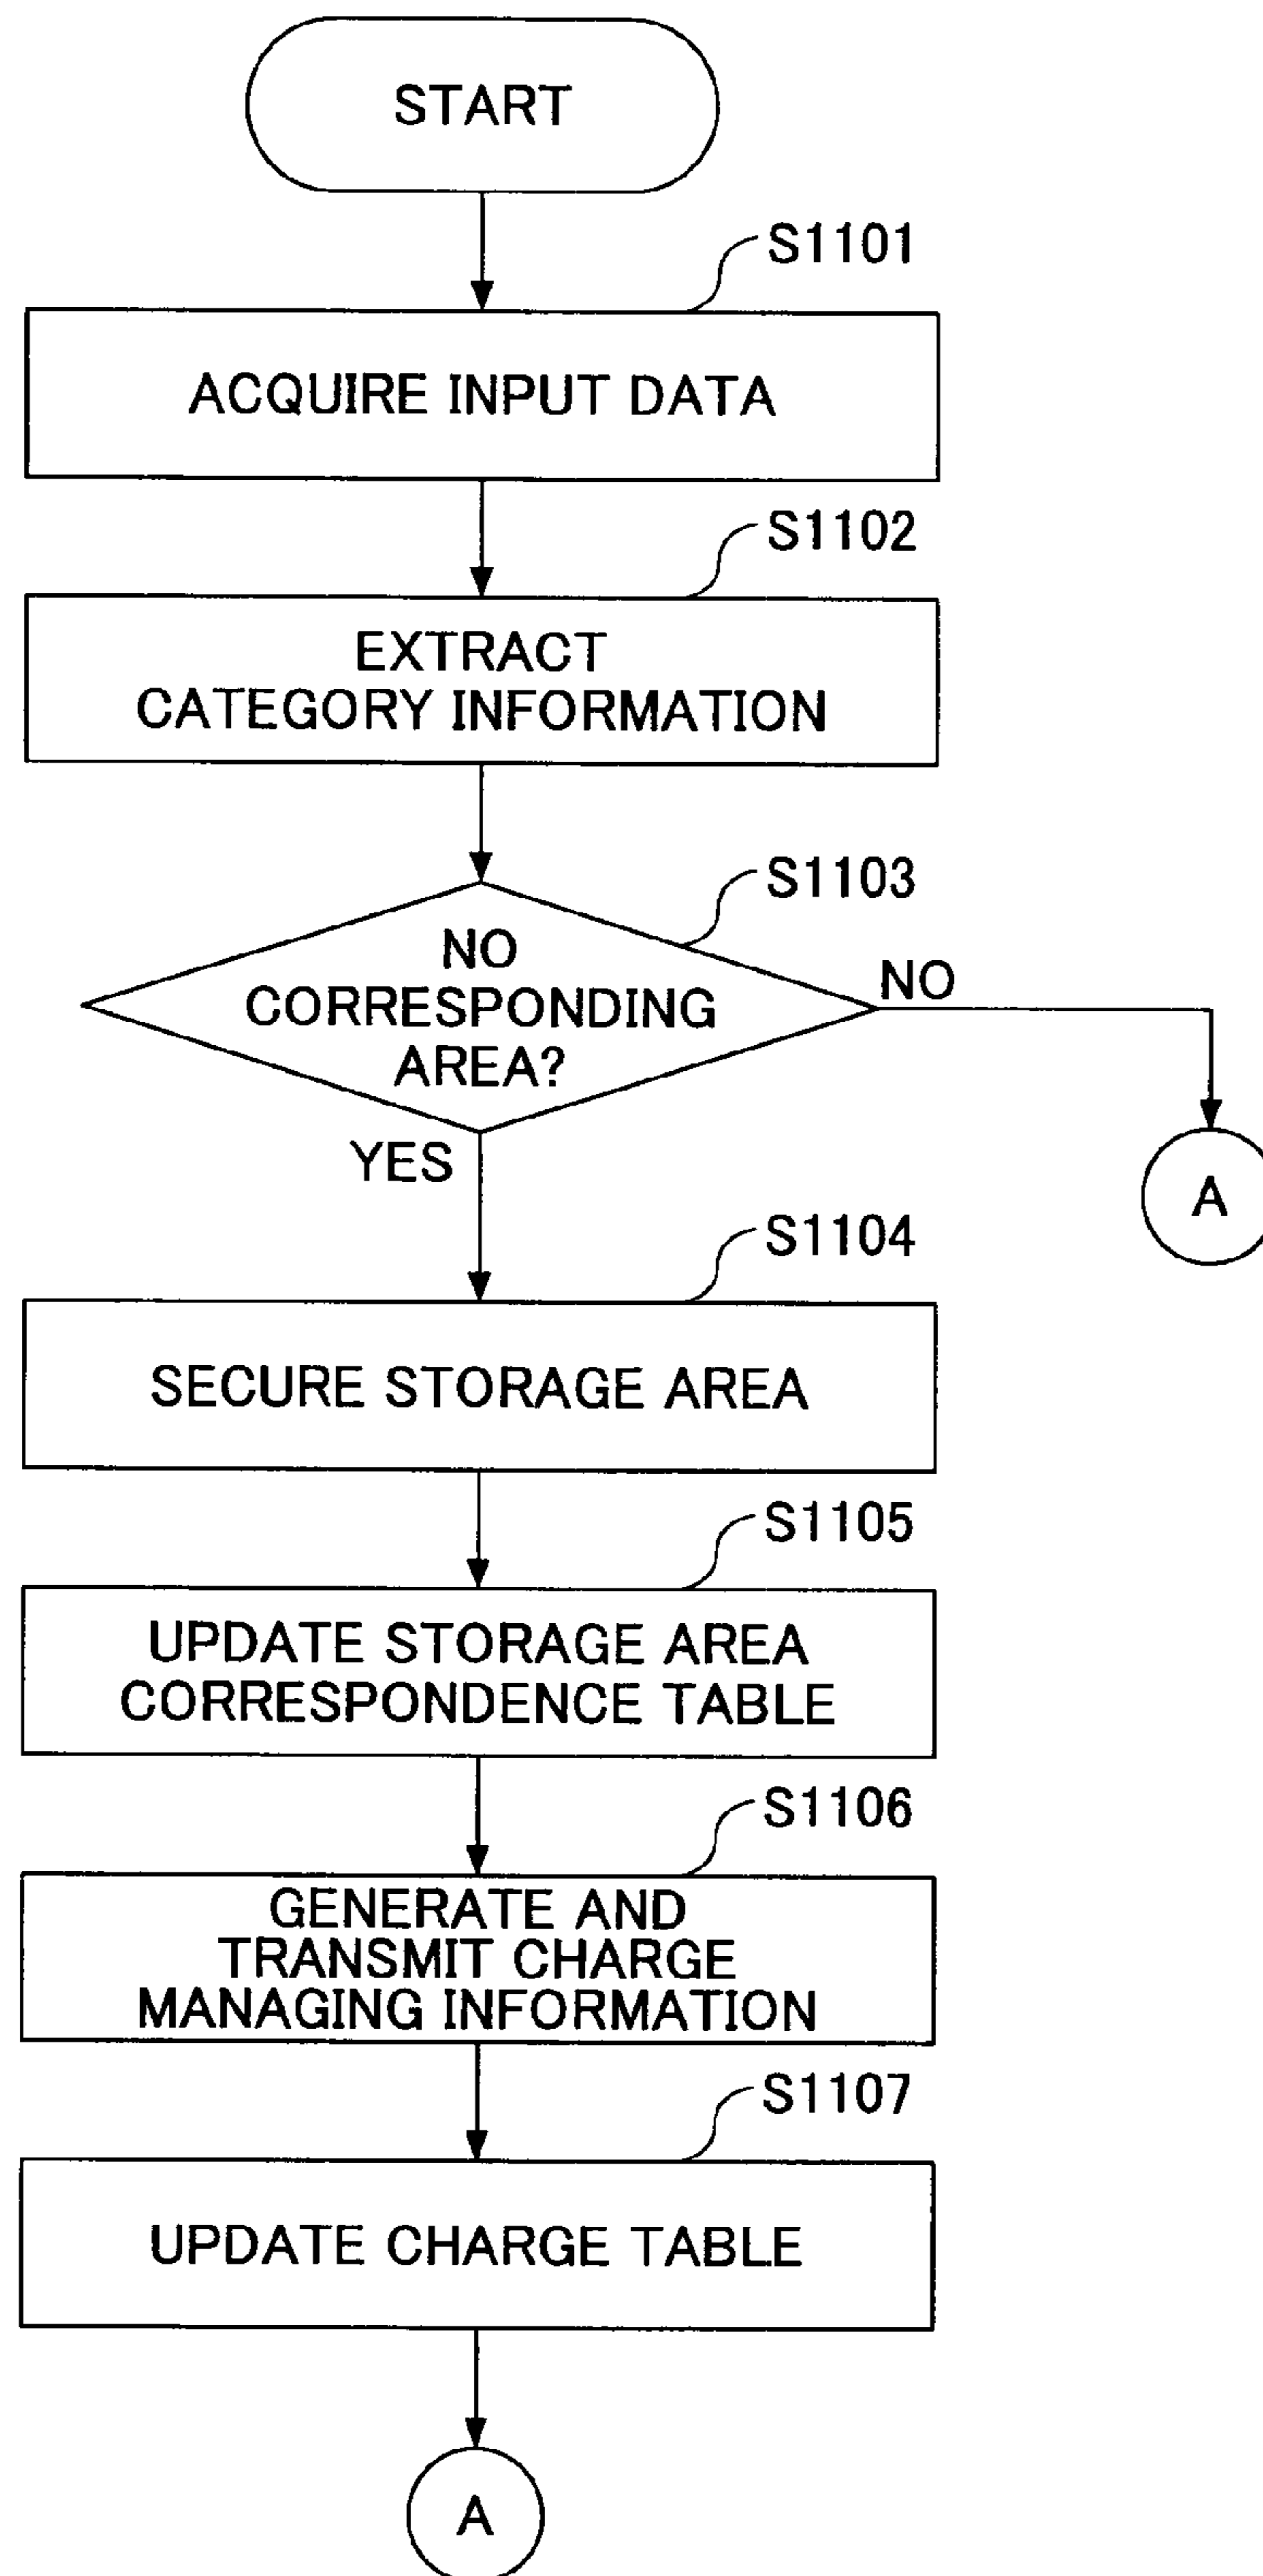 START
S1101
ACQUIRE INPUT DATA
S1102
EXTRACT
CATEGORY INFORMATION
S1103
NO
CORRESPONDING
AREA?
NO
YES
A
S1104
SECURE STORAGE AREA
S1105
UPDATE STORAGE AREA
CORRESPONDENCE TABLE
S1106
GENERATE AND
TRANSMIT CHARGE
MANAGING INFORMATION
S1107
UPDATE CHARGE TABLE
A